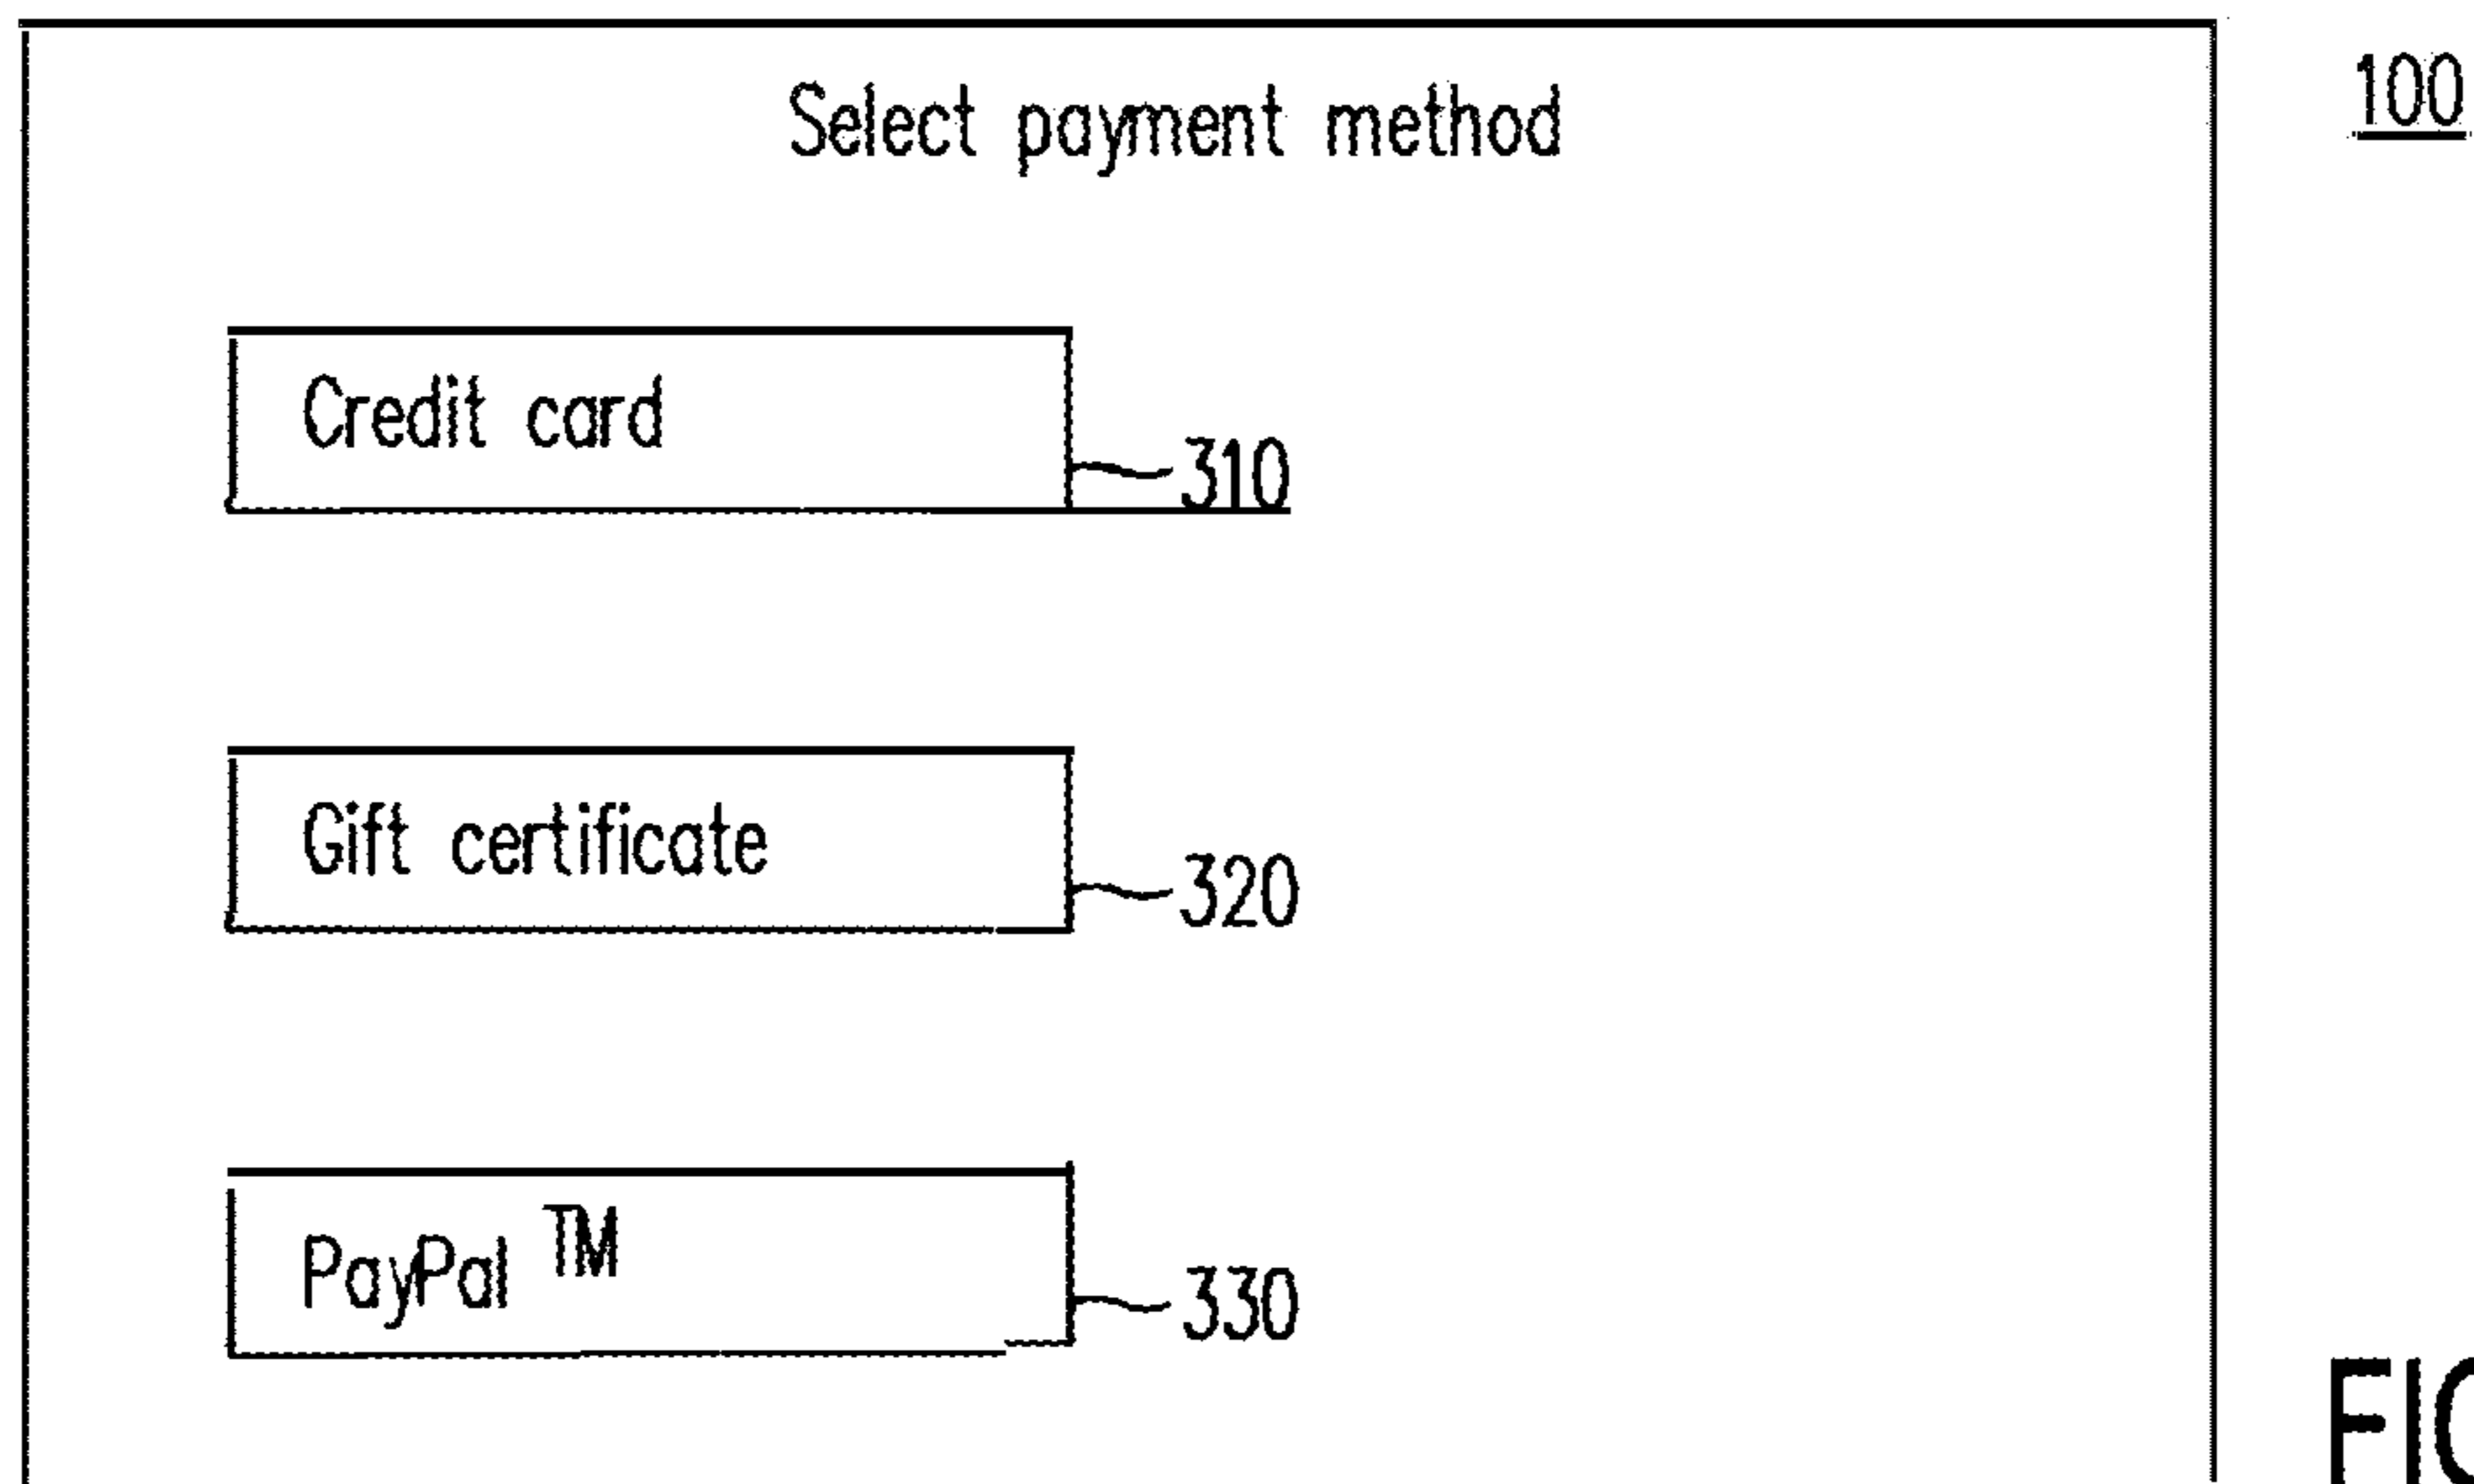 Select payment method
100
Credit card
310
Gift certificate
320
PayPal TM
330